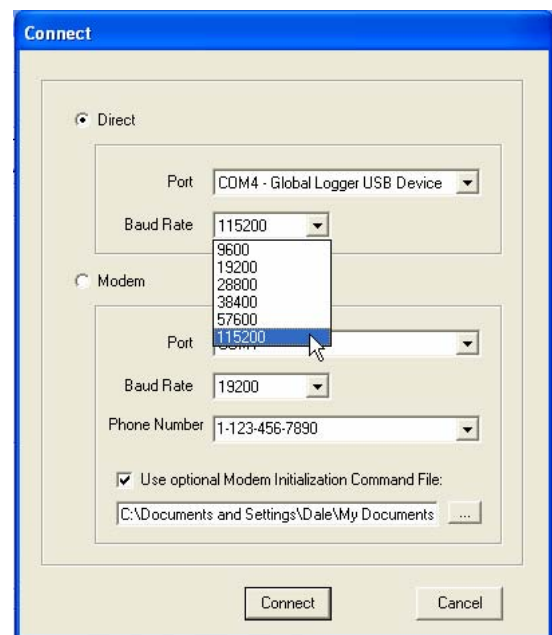 Connect
Direct
Port COM4 - Global Logger USB Device
Baud Rate 115200
9600
19200
28800
38400
57600
115200
Modem
Port
Baud Rate 19200
Phone Number 1-123-456-7890
Use optional Modem Initialization Command File:
C:\Documents and Settings\Dale\My Documents ...
Connect Cancel